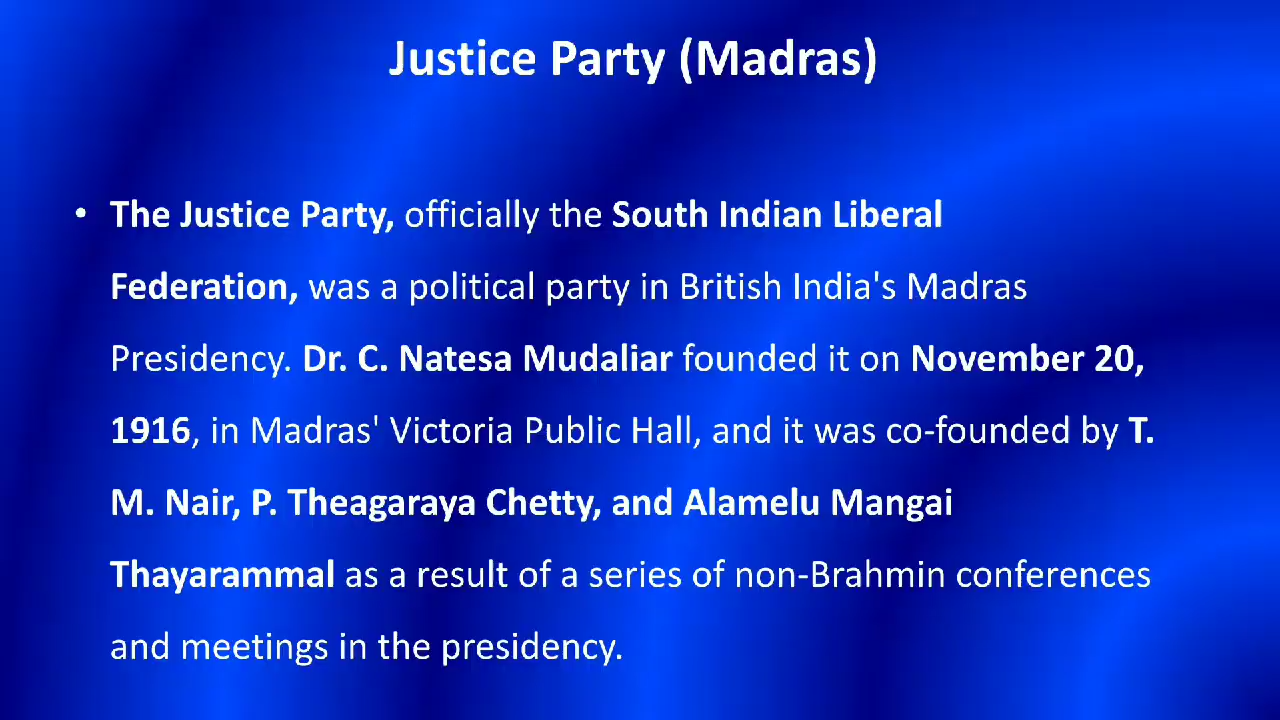 Justice Party (Madras)
• The Justice Party, officially the South Indian Liberal
Federation, was a political party in British India's Madras
Presidency. Dr. C. Natesa Mudaliar founded it on November 20,
1916, in Madras' Victoria Public Hall, and it was co-founded by T.
M. Nair, P. Theagaraya Chetty, and Alamelu Mangai
Thayarammal as a result of a series of non-Brahmin conferences
and meetings in the presidency.